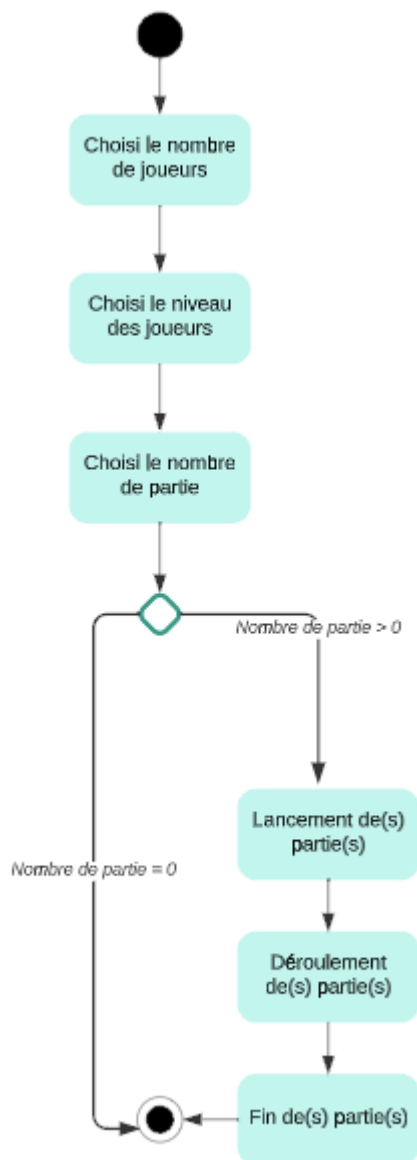 Choisi le nombre
de joueurs
Choisi le niveau
des joueurs
Choisi le nombre
de partie
Nombre de partie > 0
Lancement de(s)
partie(s)
Nombre de partie = 0
Déroulement
de(s) partie(s)
Fin de(s) partie(s)